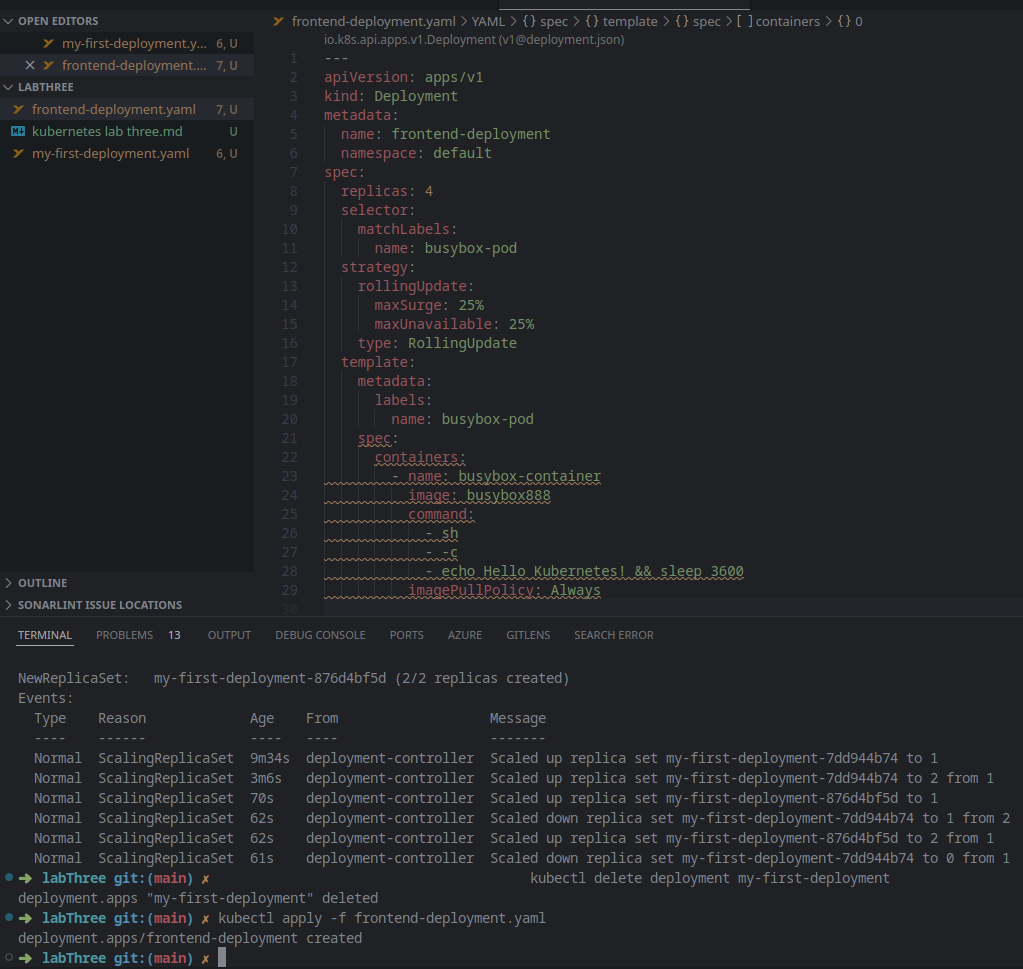 OPEN EDITORS
my-first-deployment.y... 6, U
frontend-deployment.... 7, U
LABTHREE
frontend-deployment.yaml 7, U
kubernetes lab three.md U
my-first-deployment.yaml 6, U
OUTLINE
SONARLINT ISSUE LOCATIONS
frontend-deployment.yaml > YAML > {} spec > {} template > {} spec > [ ] containers > {} 0
io.k8s.api.apps.v1.Deployment (v1@deployment.json)
1 ---
2 apiVersion: apps/v1
3 kind: Deployment
4 metadata:
5 name: frontend-deployment
6 namespace: default
7 spec:
8 replicas: 4
9 selector:
10 matchLabels:
11 name: busybox-pod
12 strategy:
13 rollingUpdate:
14 maxSurge: 25%
15 maxUnavailable: 25%
16 type: RollingUpdate
17 template:
18 metadata:
19 labels:
20 name: busybox-pod
21 spec:
22 containers:
23 - name: busybox-container
24 image: busybox888
25 command:
26 - sh
27 - -c
28 - echo Hello Kubernetes! && sleep 3600
29 imagePullPolicy: Always
30
TERMINAL PROBLEMS 13 OUTPUT DEBUG CONSOLE PORTS AZURE GITLENS SEARCH ERROR
NewReplicaSet: my-first-deployment-876d4bf5d (2/2 replicas created)
Events:
Type Reason Age From Message
---- ------ ---- ---- -------
Normal ScalingReplicaSet 9m34s deployment-controller Scaled up replica set my-first-deployment-7dd944b74 to 1
Normal ScalingReplicaSet 3m6s deployment-controller Scaled up replica set my-first-deployment-7dd944b74 to 2 from 1
Normal ScalingReplicaSet 70s deployment-controller Scaled up replica set my-first-deployment-876d4bf5d to 1
Normal ScalingReplicaSet 62s deployment-controller Scaled down replica set my-first-deployment-7dd944b74 to 1 from 2
Normal ScalingReplicaSet 62s deployment-controller Scaled up replica set my-first-deployment-876d4bf5d to 2 from 1
Normal ScalingReplicaSet 61s deployment-controller Scaled down replica set my-first-deployment-7dd944b74 to 0 from 1
➜ labThree git:(main) ✗ kubectl delete deployment my-first-deployment
deployment.apps "my-first-deployment" deleted
➜ labThree git:(main) ✗ kubectl apply -f frontend-deployment.yaml
deployment.apps/frontend-deployment created
➜ labThree git:(main) ✗